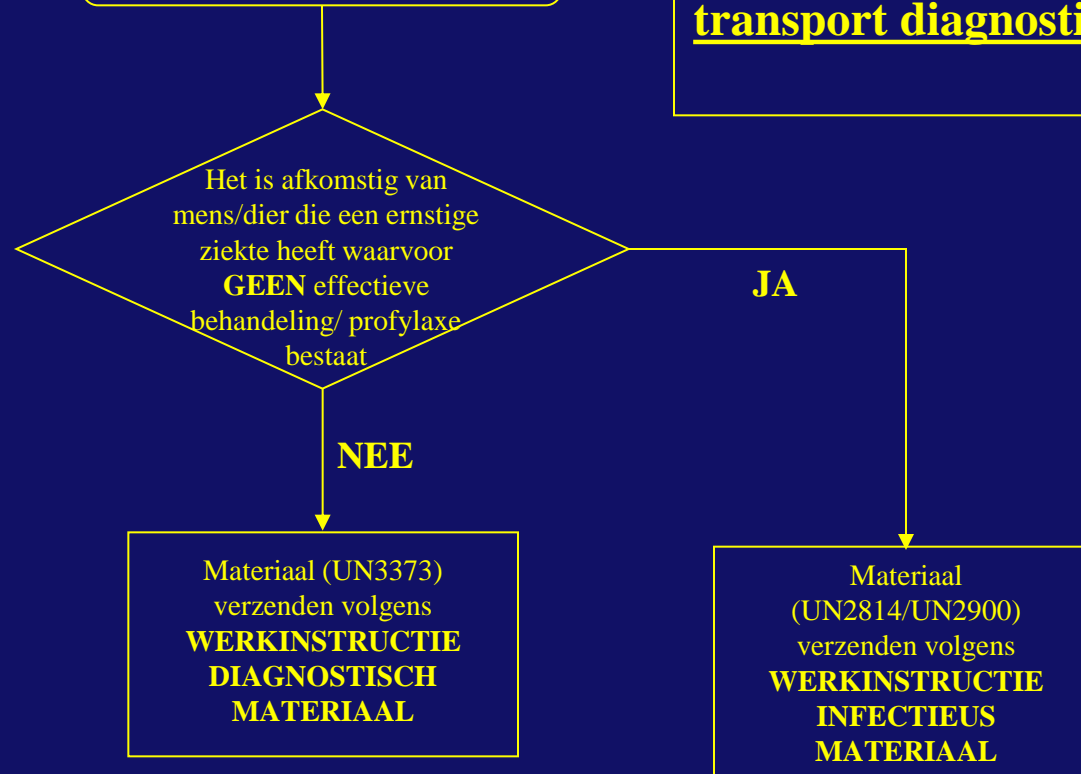 transport diagnosti
Het is afkomstig van
mens/dier die een ernstige
ziekte heeft waarvoor
GEEN effectieve
behandeling/ profylaxe
bestaat
JA
NEE
Materiaal (UN3373)
verzenden volgens
WERKINSTRUCTIE
DIAGNOSTISCH
MATERIAAL
Materiaal
(UN2814/UN2900)
verzenden volgens
WERKINSTRUCTIE
INFECTIEUS
MATERIAAL